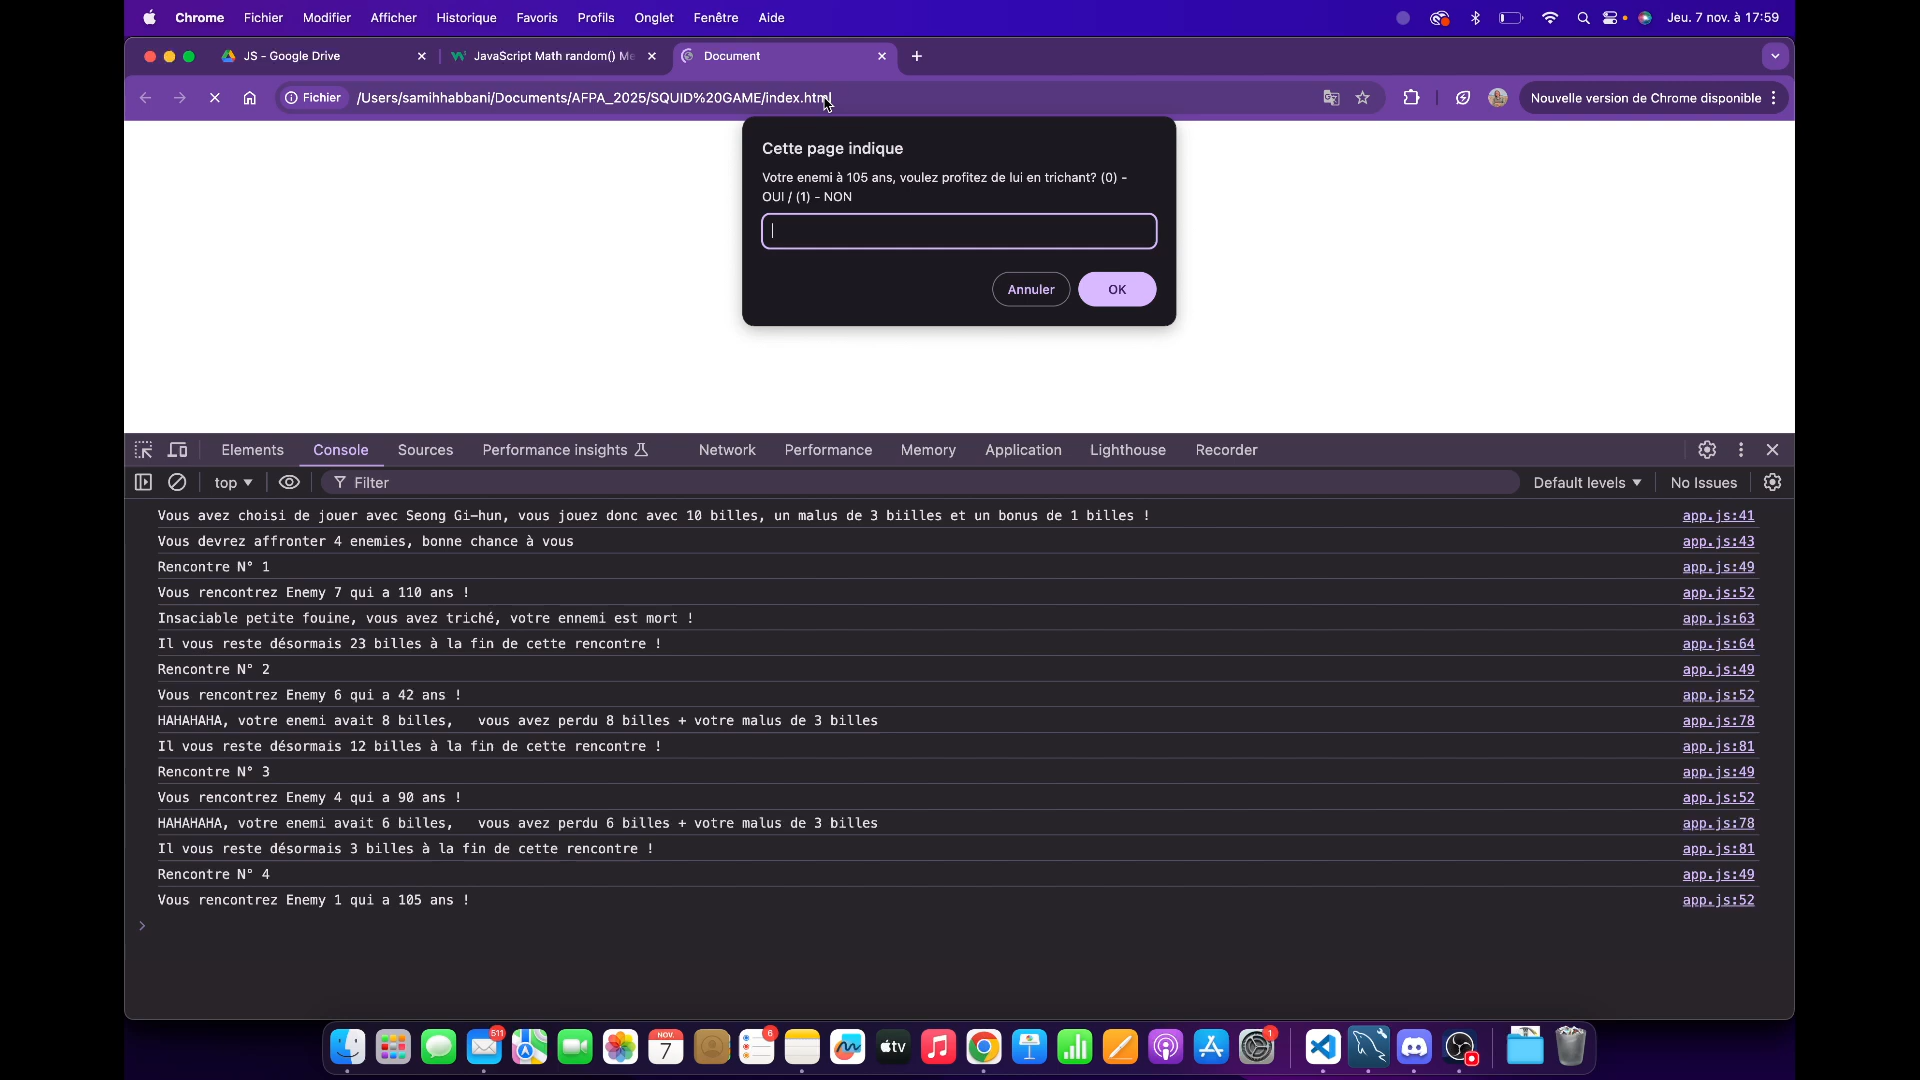 Chrome Fichier Modifier Afficher Historique Favoris Profils Onglet Fenêtre Aide Jeu. 7 nov. à 17:59
JS - Google Drive JavaScript Math random() Me Document
Fichier /Users/samihhabbani/Documents/AFPA_2025/SQUID%20GAME/index.html Nouvelle version de Chrome disponible
Cette page indique
Votre enemi à 105 ans, voulez profitez de lui en trichant? (0) -
OUI / (1) - NON
Annuler OK
Elements Console Sources Performance insights Network Performance Memory Application Lighthouse Recorder
top Filter Default levels No Issues
Vous avez choisi de jouer avec Seong Gi-hun, vous jouez donc avec 10 billes, un malus de 3 biilles et un bonus de 1 billes ! app.js:41
Vous devrez affronter 4 enemies, bonne chance à vous app.js:43
Rencontre N° 1 app.js:49
Vous rencontrez Enemy 7 qui a 110 ans ! app.js:52
Insaciable petite fouine, vous avez triché, votre ennemi est mort ! app.js:63
Il vous reste désormais 23 billes à la fin de cette rencontre ! app.js:64
Rencontre N° 2 app.js:49
Vous rencontrez Enemy 6 qui a 42 ans ! app.js:52
HAHAHAHA, votre enemi avait 8 billes, vous avez perdu 8 billes + votre malus de 3 billes app.js:78
Il vous reste désormais 12 billes à la fin de cette rencontre ! app.js:81
Rencontre N° 3 app.js:49
Vous rencontrez Enemy 4 qui a 90 ans ! app.js:52
HAHAHAHA, votre enemi avait 6 billes, vous avez perdu 6 billes + votre malus de 3 billes app.js:78
Il vous reste désormais 3 billes à la fin de cette rencontre ! app.js:81
Rencontre N° 4 app.js:49
Vous rencontrez Enemy 1 qui a 105 ans ! app.js:52
511 NOV. 7 6 tv 1